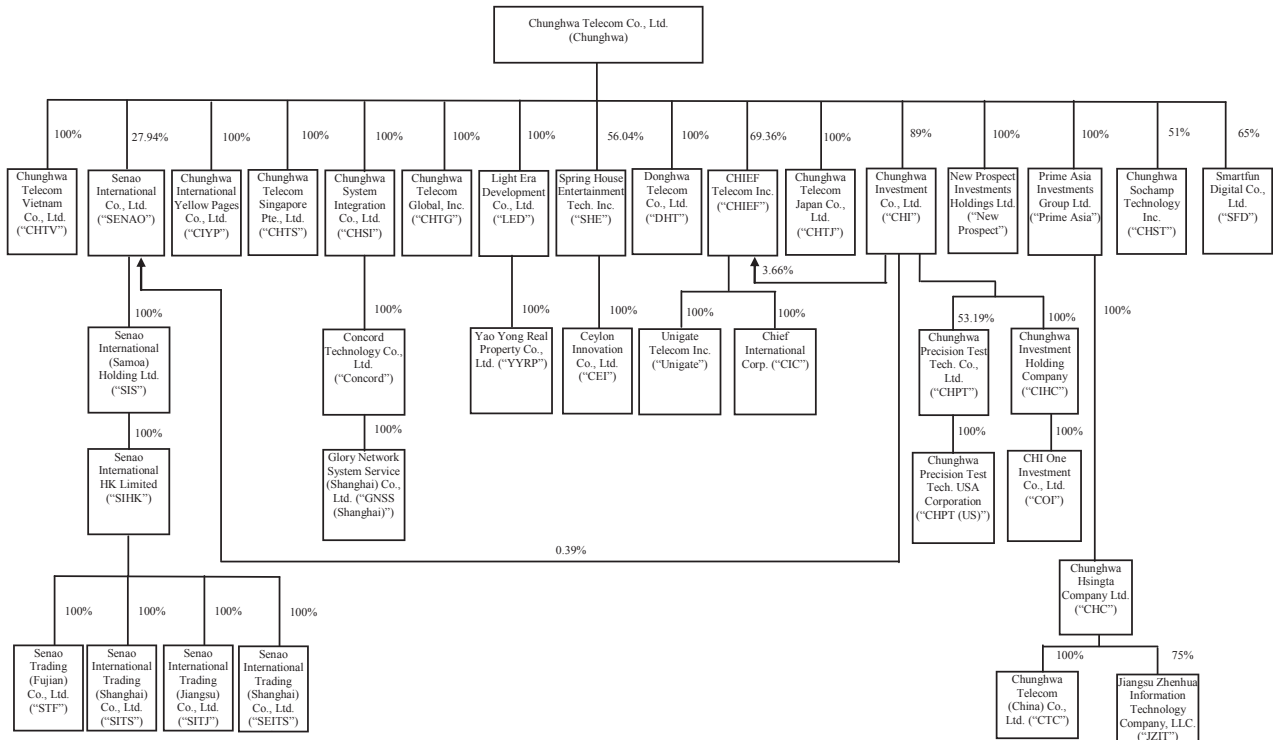 Chunghwa Telecom Co., Ltd.
(Chunghwa)
100%
27.94%
100%
100%
100%
100%
100%
56.04%
100%
69.36%
100%
89%
100%
100%
51%
65%
Chunghwa
Telecom
Vietnam
Co., Ltd.
(“CHTV”)
Senao
International
Co., Ltd.
(“SENAO”)
Chunghwa
International
Yellow Pages
Co., Ltd.
(“CIYP”)
Chunghwa
Telecom
Singapore
Pte., Ltd.
(“CHTS”)
Chunghwa
System
Integration
Co., Ltd.
(“CHSI”)
Chunghwa
Telecom
Global, Inc.
(“CHTG”)
Light Era
Development
Co., Ltd.
(“LED”)
Spring House
Entertainment
Tech. Inc.
(“SHE”)
Donghwa
Telecom
Co., Ltd.
(“DHT”)
CHIEF
Telecom Inc.
(“CHIEF”)
Chunghwa
Telecom
Japan Co.,
Ltd.
(“CHTJ”)
Chunghwa
Investment
Co., Ltd.
(“CHI”)
New Prospect
Investments
Holdings Ltd.
(“New
Prospect”)
Prime Asia
Investments
Group Ltd.
(“Prime Asia”)
Chunghwa
Sochamp
Technology
Inc.
(“CHST”)
Smartfun
Digital Co.,
Ltd.
(“SFD”)
3.66%
100%
100%
100%
100%
100%
100%
53.19%
100%
100%
Senao
International
(Samoa)
Holding Ltd.
(“SIS”)
Concord
Technology Co.,
Ltd.
(“Concord”)
Yao Yong Real
Property Co.,
Ltd. (“YYRP”)
Ceylon
Innovation
Co., Ltd.
(“CEI”)
Unigate
Telecom Inc.
(“Unigate”)
Chief
International
Corp. (“CIC”)
Chunghwa
Precision Test
Tech. Co.,
Ltd.
(“CHPT”)
Chunghwa
Investment
Holding
Company
(“CIHC”)
100%
100%
100%
100%
Senao
International
HK Limited
(“SIHK”)
Glory Network
System Service
(Shanghai) Co.,
Ltd. (“GNSS
(Shanghai)”)
Chunghwa
Precision Test
Tech. USA
Corporation
(“CHPT (US)”)
CHI One
Investment
Co., Ltd.
(“COI”)
0.39%
Chunghwa
Hsingta
Company Ltd.
(“CHC”)
100%
100%
100%
100%
Senao
Trading
(Fujian)
Co., Ltd.
(“STF”)
Senao
International
Trading
(Shanghai)
Co., Ltd.
(“SITS”)
Senao
International
Trading
(Jiangsu)
Co., Ltd.
(“SITJ”)
Senao
International
Trading
(Shanghai)
Co., Ltd.
(“SEITS”)
100%
75%
Chunghwa
Telecom
(China) Co.,
Ltd. (“CTC”)
Jiangsu Zhenhua
Information
Technology
Company, LLC.
(“JZIT”)